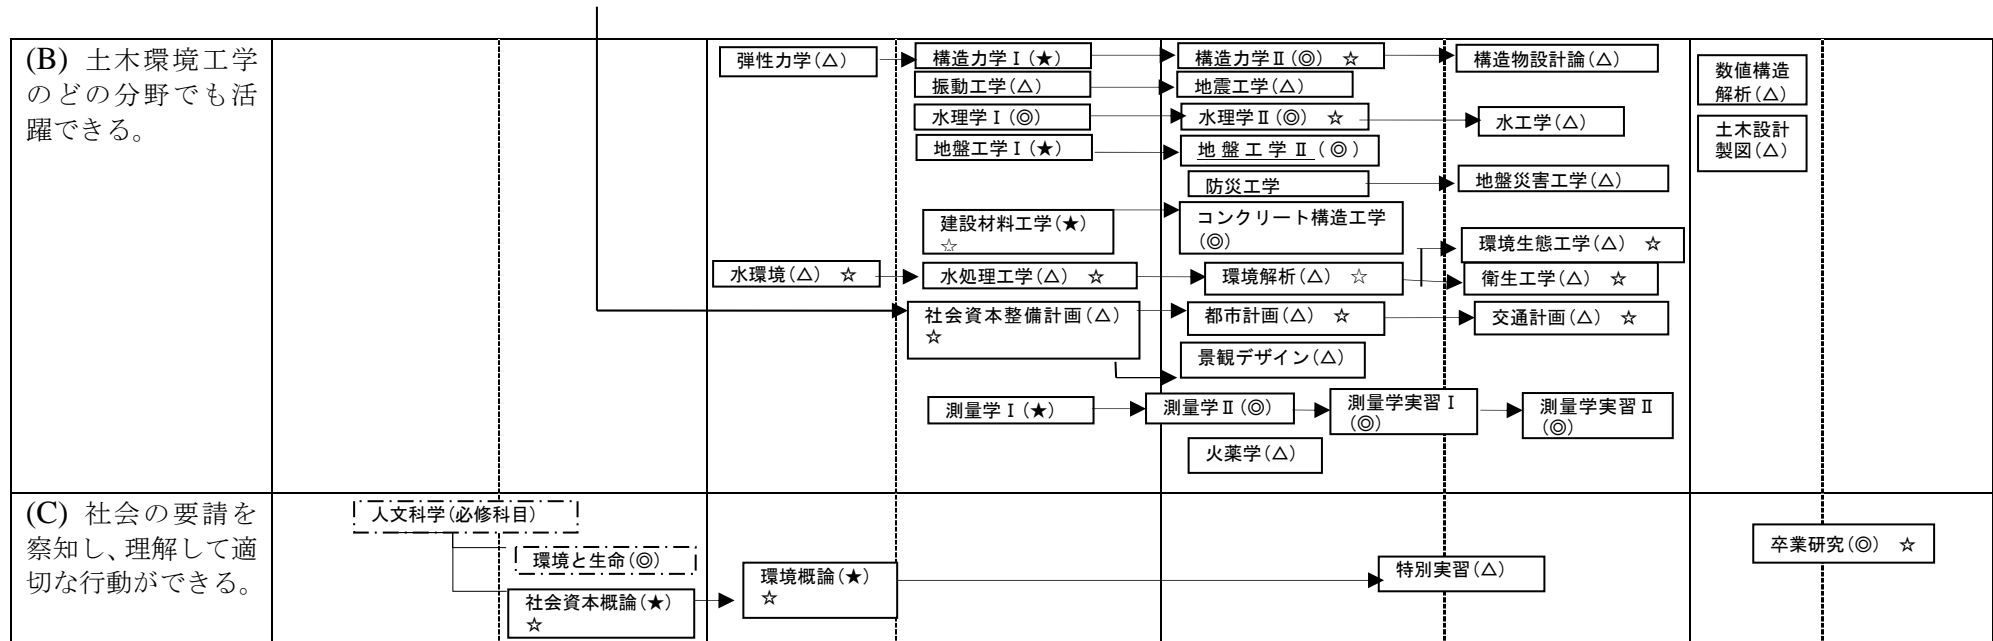 (B) 土木環境工学
のどの分野でも活
躍できる。
弾性力学(△)
構造力学Ⅰ(★)
構造力学Ⅱ(◎) ☆
構造物設計論(△)
数値構造
解析(△)
振動工学(△)
地震工学(△)
水理学Ⅰ(◎)
水理学Ⅱ(◎) ☆
水工学(△)
土木設計
製図(△)
地盤工学Ⅰ(★)
地盤工学Ⅱ(◎)
防災工学
地盤災害工学(△)
建設材料工学(★)
☆
コンクリート構造工学
(◎)
環境生態工学(△) ☆
水環境(△) ☆
水処理工学(△) ☆
環境解析(△) ☆
衛生工学(△) ☆
社会資本整備計画(△)
☆
都市計画(△) ☆
交通計画(△) ☆
景観デザイン(△)
測量学Ⅰ(★)
測量学Ⅱ(◎)
測量学実習Ⅰ
(◎)
測量学実習Ⅱ
(◎)
火薬学(△)
(C) 社会の要請を
察知し、理解して適
切な行動ができる。
人文科学(必修科目)
環境と生命(◎)
社会資本概論(★)
☆
環境概論(★)
☆
特別実習(△)
卒業研究(◎) ☆